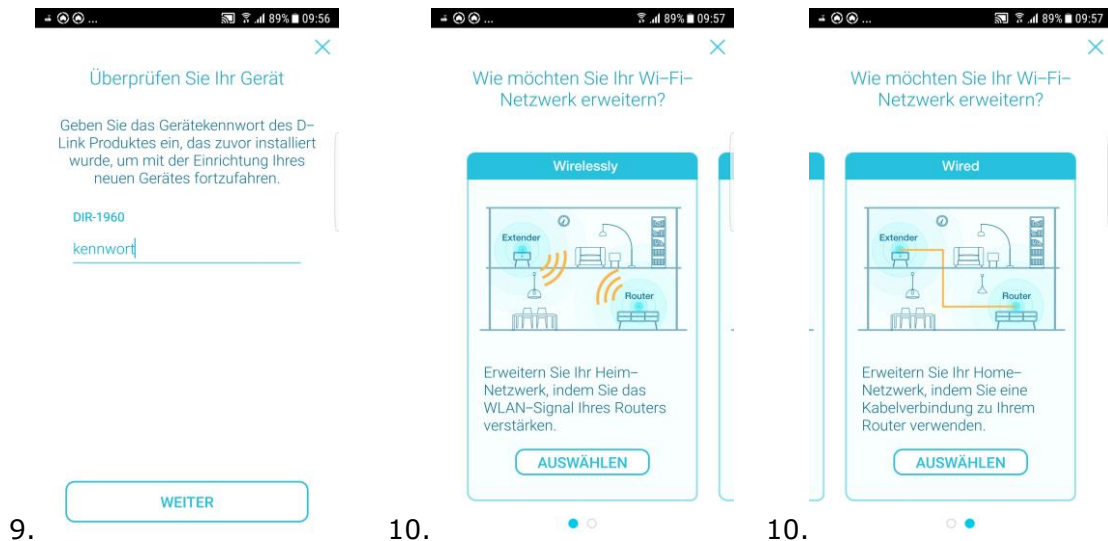 ... 89% 09:56
Überprüfen Sie Ihr Gerät
Geben Sie das Gerätekennwort des D-
Link Produktes ein, das zuvor installiert
wurde, um mit der Einrichtung Ihres
neuen Gerätes fortzufahren.
DIR-1960
kennwort
WEITER
9.
... 89% 09:57
Wie möchten Sie Ihr Wi-Fi-
Netzwerk erweitern?
Wirelessly
Extender
Router
Erweitern Sie Ihr Heim-
Netzwerk, indem Sie das
WLAN-Signal Ihres Routers
verstärken.
AUSWÄHLEN
10.
... 89% 09:57
Wie möchten Sie Ihr Wi-Fi-
Netzwerk erweitern?
Wired
Extender
Router
Erweitern Sie Ihr Home-
Netzwerk, indem Sie eine
Kabelverbindung zu Ihrem
Router verwenden.
AUSWÄHLEN
10.